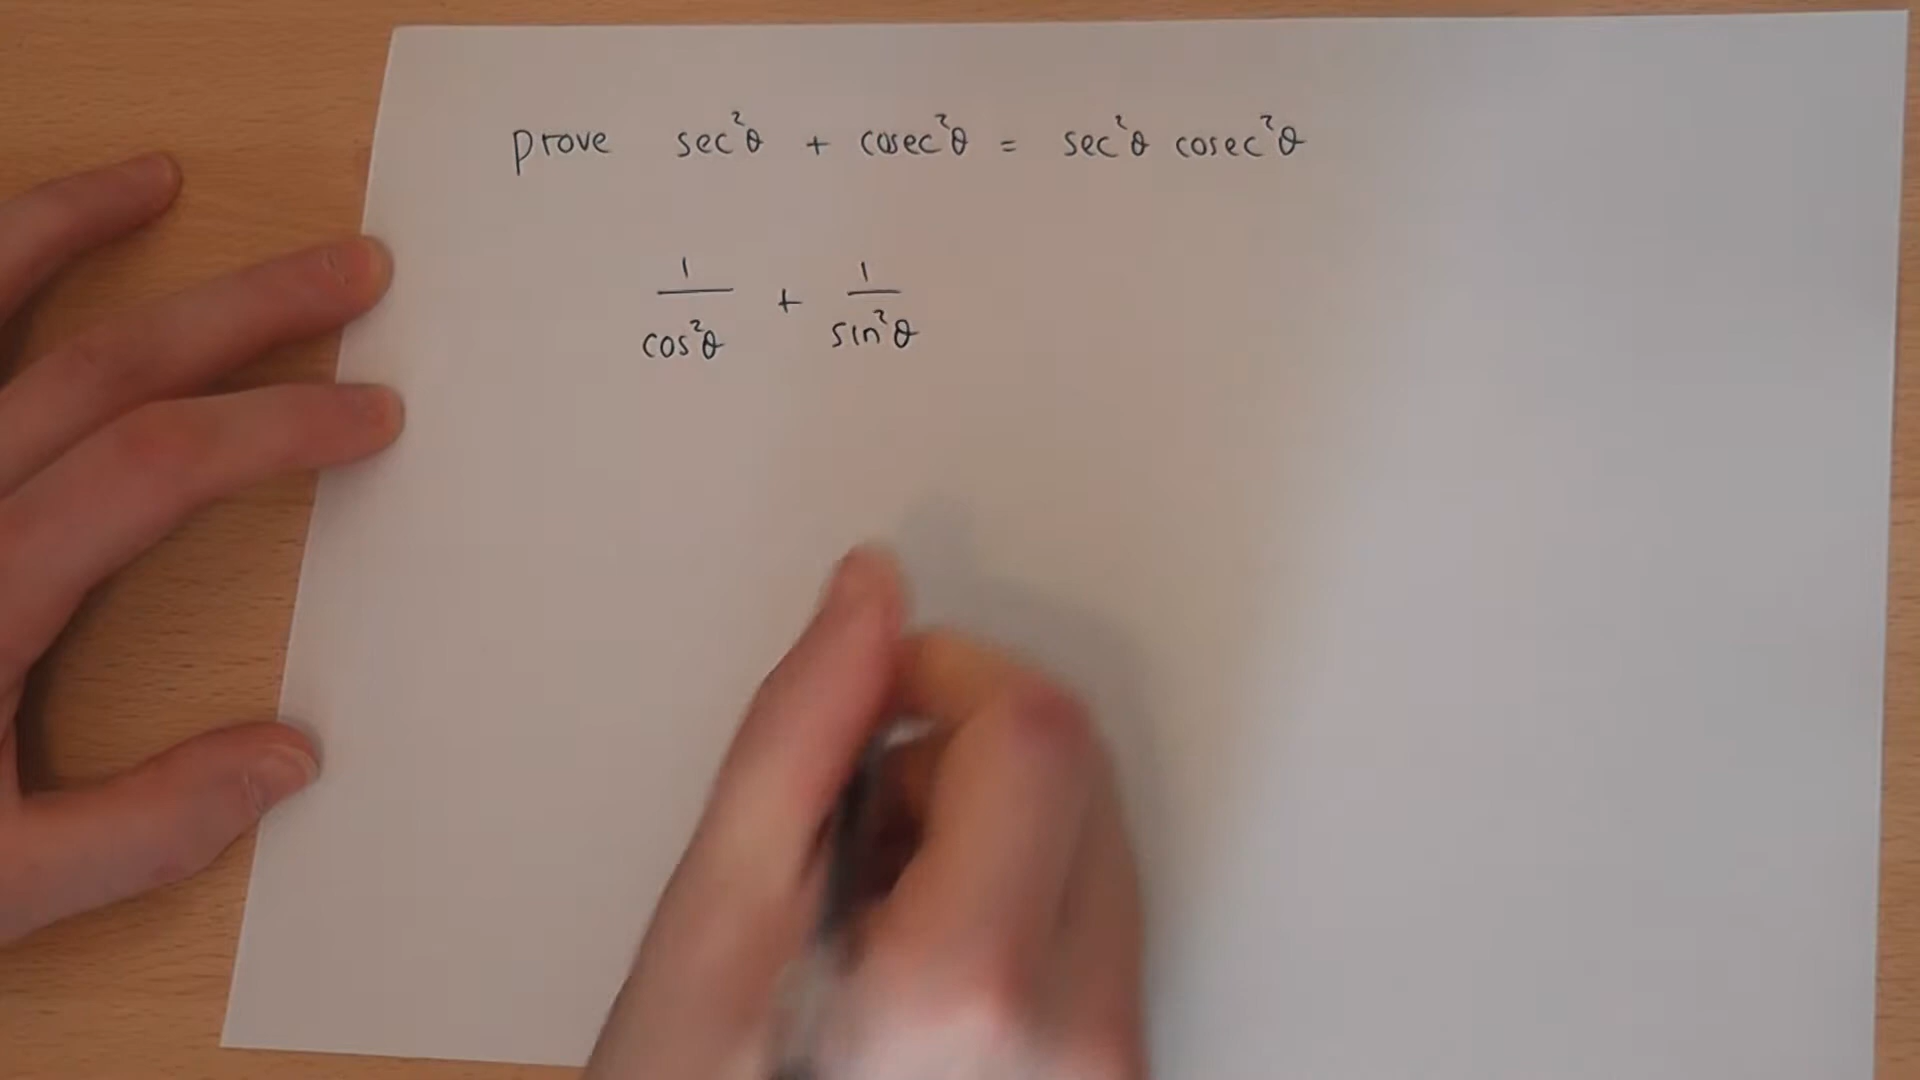 prove sec²θ + cosec²θ = sec²θ cosec²θ
1/cos²θ + 1/sin²θ